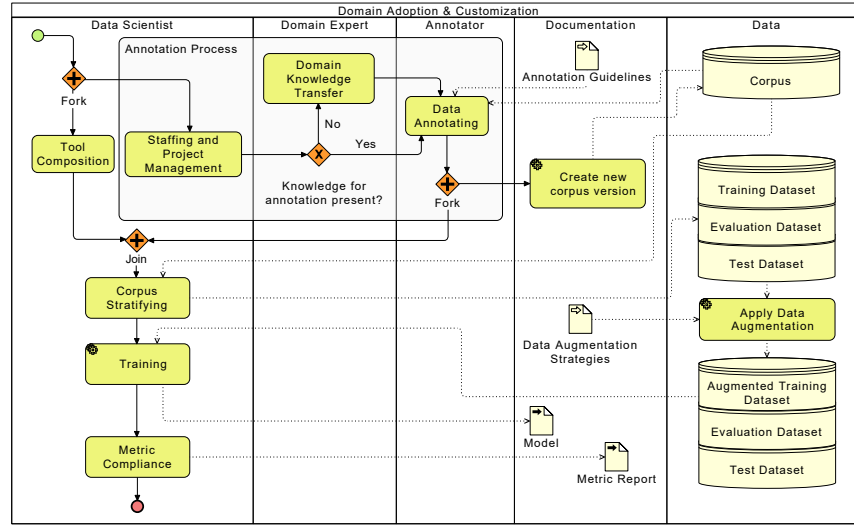 Domain Adoption & Customization
Data Scientist
Domain Expert
Annotator
Documentation
Data
Annotation Process
Fork
Tool
Composition
Staffing and
Project
Management
Domain
Knowledge
Transfer
No
X
Yes
Knowledge for
annotation present?
Data
Annotating
Fork
Annotation Guidelines
Create new
corpus version
Corpus
Training Dataset
Evaluation Dataset
Test Dataset
Join
Corpus
Stratifying
Data Augmentation
Strategies
Apply Data
Augmentation
Training
Augmented Training
Dataset
Evaluation Dataset
Test Dataset
Model
Metric
Compliance
Metric Report